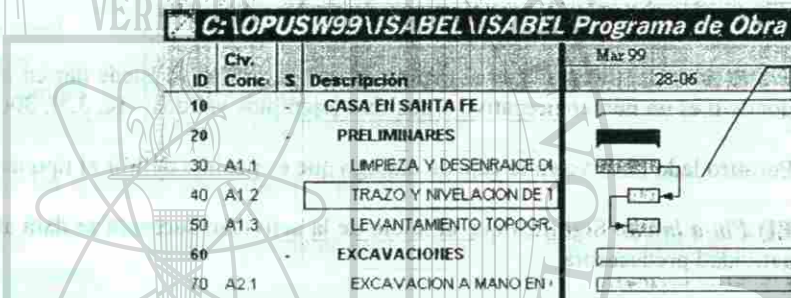 C:\OPUSW99\ISABEL\ISABEL Programa de Obra
Clv. Mar 99
ID Conc. S Descripción 28-06
10 CASA EN SANTA FE
20 - PRELIMINARES
30 A1.1 LIMPIEZA Y DESENRAICE DE
40 A1.2 TRAZO Y NIVELACION DE T
50 A1.3 LEVANTAMIENTO TOPOGR
60 - EXCAVACIONES
70 A2.1 EXCAVACION A MANO EN